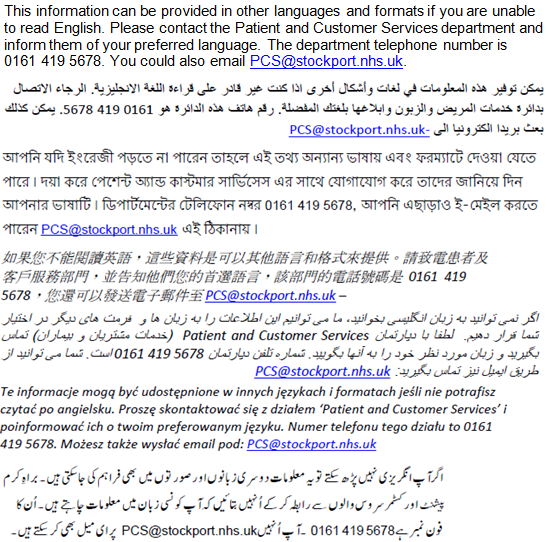 This information can be provided in other languages and formats if you are unable
to read English. Please contact the Patient and Customer Services department and
inform them of your preferred language. The department telephone number is
0161 419 5678. You could also email PCS@stockport.nhs.uk.
يمكن توفير هذه المعلومات في لغات وأشكال أخرى اذا كنت غير قادر على قراءة اللغة الانجليزية. الرجاء الاتصال
بدائرة خدمات المريض والزبون وابلاغها بلغتك المفضلة. رقم هاتف هذه الدائرة هو 0161 419 5678. يمكن كذلك
بعث بريدا الكترونيا الى -PCS@stockport.nhs.uk
আপনি যদি ইংরেজী পড়তে না পারেন তাহলে এই তথ্য অন্যান্য ভাষায় এবং ফরম্যাটে দেওয়া যেতে
পারে। দয়া করে পেশেন্ট অ্যান্ড কাস্টমার সার্ভিসেস এর সাথে যোগাযোগ করে তাদের জানিয়ে দিন
আপনার ভাষাটি। ডিপার্টমেন্টের টেলিফোন নম্বর 0161 419 5678, আপনি এছাড়াও ই-মেইল করতে
পারেন PCS@stockport.nhs.uk এই ঠিকানায়।
如果您不能閱讀英語，這些資料是可以其他語言和格式來提供。請致電患者及
客戶服務部門，並告知他們您的首選語言，該部門的電話號碼是 0161 419
5678，您還可以發送電子郵件至 PCS@stockport.nhs.uk –
اگر نمی توانید به زبان انگلیسی بخوانید، ما می توانیم این اطلاعات را به زبان ها و فرمت های دیگر در اختیار
شما قرار دهیم. لطفا با دپارتمان Patient and Customer Services (خدمات مشتریان و بیماران) تماس
بگیرید و زبان مورد نظر خود را به آنها بگویید. شماره تلفن دپارتمان 0161 419 5678 است. شما می توانید از
طریق ایمیل نیز تماس بگیرید: PCS@stockport.nhs.uk
Te informacje mogą być udostępnione w innych językach i formatach jeśli nie potrafisz
czytać po angielsku. Proszę skontaktować się z działem ‘Patient and Customer Services’ i
poinformować ich o twoim preferowanym języku. Numer telefonu tego działu to 0161
419 5678. Możesz także wysłać email pod: PCS@stockport.nhs.uk
اگر آپ انگریزی نہیں پڑھ سکتے تو یہ معلومات دوسری زبانوں اور صورتوں میں بھی فراہم کی جاسکتی ہیں۔ براہِ کرم
پیشنٹ اور کسٹمر سروس والوں سے رابطہ کر کے اُنہیں بتائیں کہ آپ کو کونسی زبان میں معلومات چاہئے ہیں۔ اُن کا
فون نمبر ہے 0161 419 5678۔ آپ اُنہیں PCS@stockport.nhs.uk پر ای میل بھی کر سکتے ہیں۔